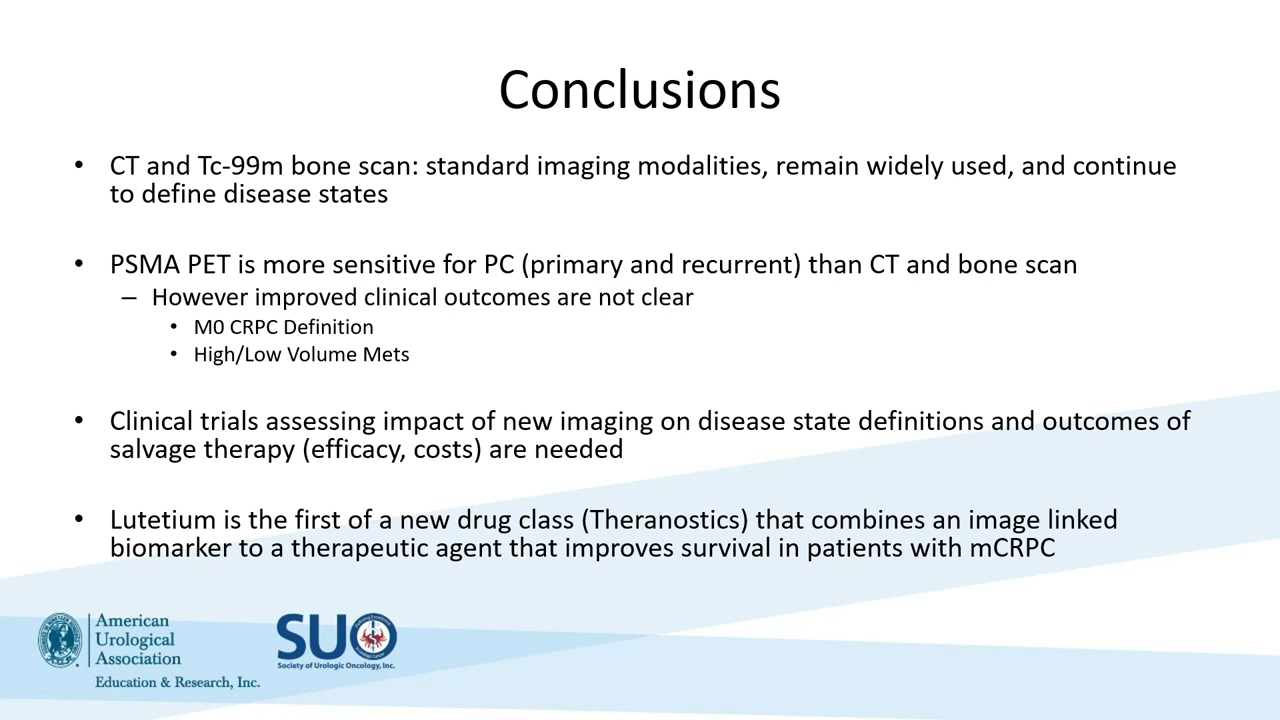 Conclusions
• CT and Tc-99m bone scan: standard imaging modalities, remain widely used, and continue
to define disease states
• PSMA PET is more sensitive for PC (primary and recurrent) than CT and bone scan
– However improved clinical outcomes are not clear
• M0 CRPC Definition
• High/Low Volume Mets
• Clinical trials assessing impact of new imaging on disease state definitions and outcomes of
salvage therapy (efficacy, costs) are needed
• Lutetium is the first of a new drug class (Theranostics) that combines an image linked
biomarker to a therapeutic agent that improves survival in patients with mCRPC
American
Urological
Association
Education & Research, Inc.
SUO
Society of Urologic Oncology, Inc.